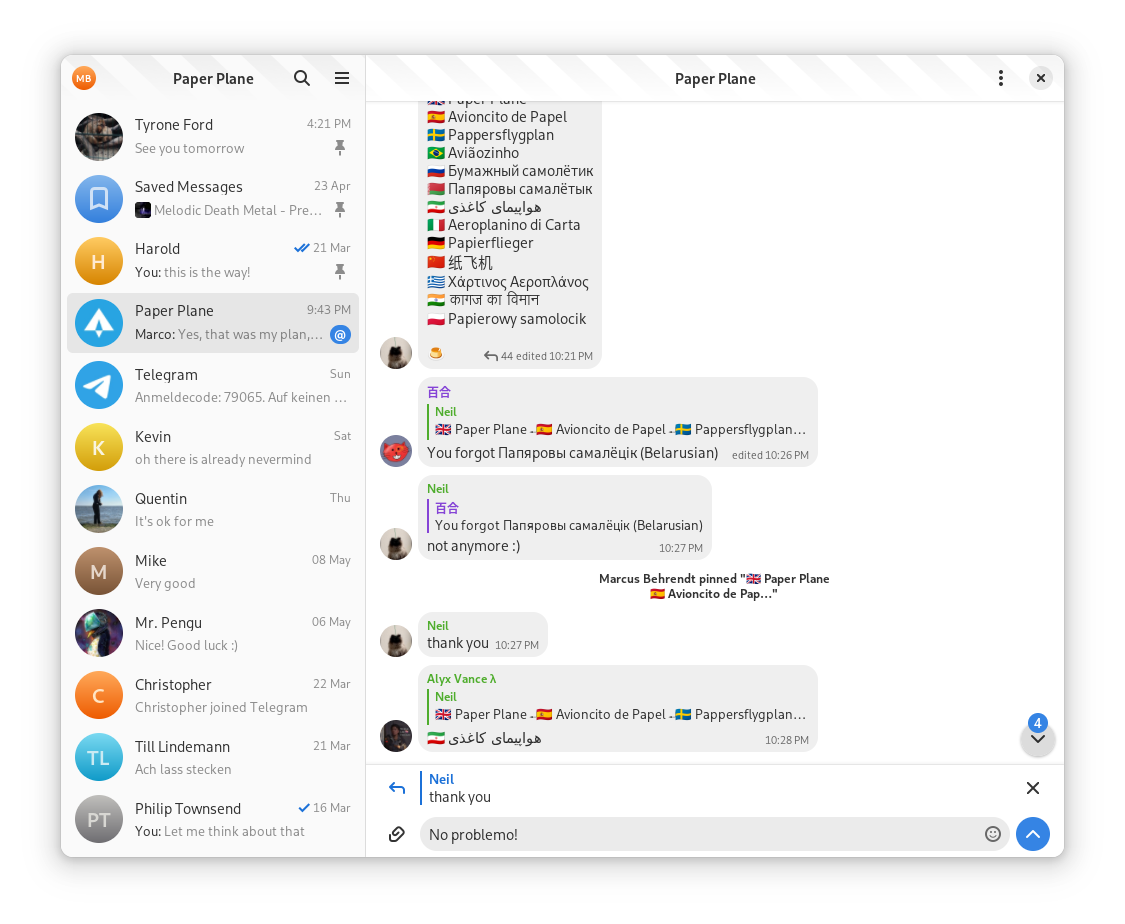 MB
Paper Plane
Tyrone Ford
4:21 PM
See you tomorrow
Saved Messages
23 Apr
Melodic Death Metal - Pre…
Harold
21 Mar
H
You: this is the way!
Paper Plane
9:43 PM
Marco: Yes, that was my plan,…
@
Telegram
Sun
Anmeldecode: 79065. Auf keinen …
Kevin
Sat
K
oh there is already nevermind
Quentin
Thu
It's ok for me
Mike
08 May
M
Very good
Mr. Pengu
06 May
Nice! Good luck :)
Christopher
22 Mar
C
Christopher joined Telegram
Till Lindemann
21 Mar
TL
Ach lass stecken
Philip Townsend
16 Mar
PT
You: Let me think about that
Paper Plane
🇬🇧 Paper Plane
🇪🇸 Avioncito de Papel
🇸🇪 Pappersflygplan
🇧🇷 Aviãozinho
🇷🇺 Бумажный самолётик
🇧🇾 Папяровы самалётык
🇮🇷 هواپیمای کاغذی
🇮🇹 Aeroplanino di Carta
🇩🇪 Papierflieger
🇨🇳 纸飞机
🇬🇷 Χάρτινος Αεροπλάνος
🇮🇳 कागज का विमान
🇵🇱 Papierowy samolocik
🍮 44 edited 10:21 PM
百合
Neil
🇬🇧 Paper Plane - 🇪🇸 Avioncito de Papel - 🇸🇪 Pappersflygplan…
You forgot Папяровы самалёцік (Belarusian) edited 10:26 PM
Neil
百合
You forgot Папяровы самалёцік (Belarusian)
not anymore :) 10:27 PM
Marcus Behrendt pinned "🇬🇧 Paper Plane
🇪🇸 Avioncito de Pap…"
Neil
thank you 10:27 PM
Alyx Vance λ
Neil
🇬🇧 Paper Plane - 🇪🇸 Avioncito de Papel - 🇸🇪 Pappersflygplan…
🇮🇷 هواپیمای کاغذی 10:28 PM
4
Neil
thank you
No problemo!